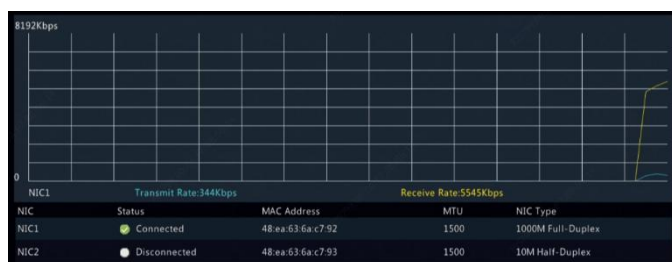 8192Kbps
0
NIC1 Transmit Rate:344Kbps Receive Rate:5545Kbps
NIC Status MAC Address MTU NIC Type
NIC1 Connected 48:ea:63:6a:c7:92 1500 1000M Full-Duplex
NIC2 Disconnected 48:ea:63:6a:c7:93 1500 10M Half-Duplex